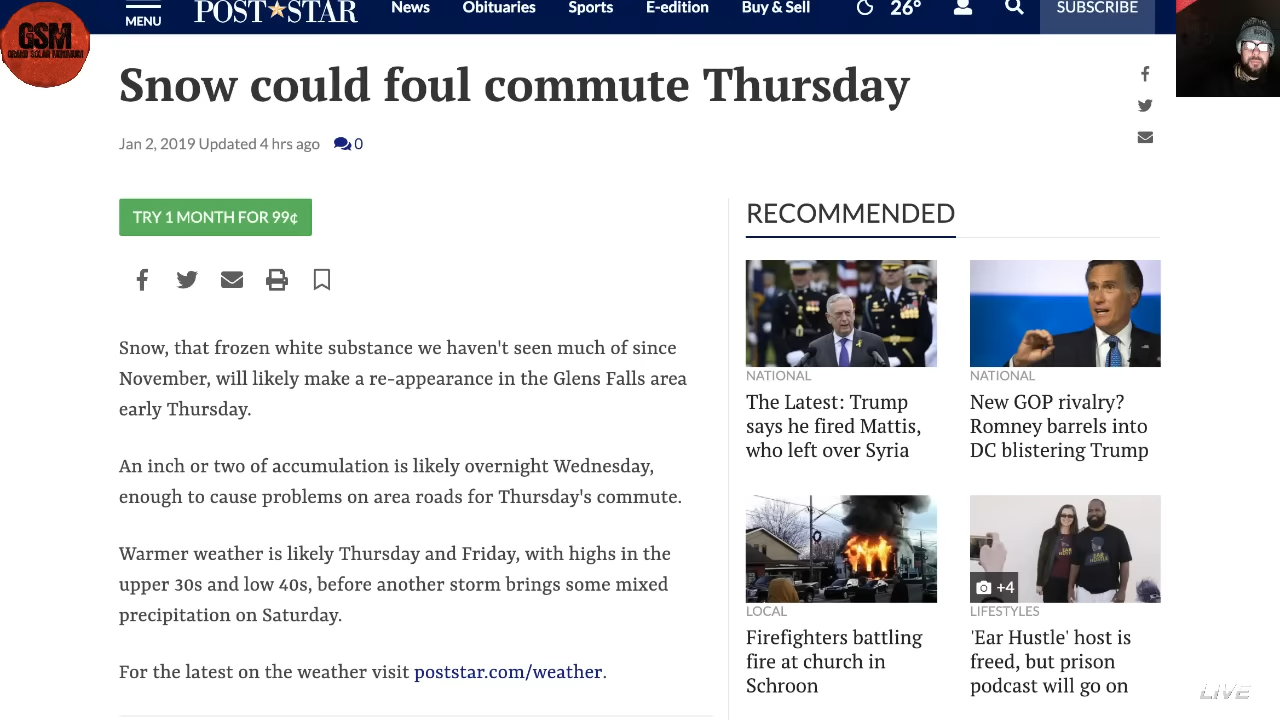 MENU
POST STAR
News
Obituaries
Sports
E-edition
Buy & Sell
26°
SUBSCRIBE
GSM
GRAND SOLAR MINIMUM
Snow could foul commute Thursday
Jan 2, 2019 Updated 4 hrs ago
0
TRY 1 MONTH FOR 99¢
Snow, that frozen white substance we haven't seen much of since
November, will likely make a re-appearance in the Glens Falls area
early Thursday.
An inch or two of accumulation is likely overnight Wednesday,
enough to cause problems on area roads for Thursday's commute.
Warmer weather is likely Thursday and Friday, with highs in the
upper 30s and low 40s, before another storm brings some mixed
precipitation on Saturday.
For the latest on the weather visit poststar.com/weather.
RECOMMENDED
NATIONAL
The Latest: Trump
says he fired Mattis,
who left over Syria
NATIONAL
New GOP rivalry?
Romney barrels into
DC blistering Trump
LOCAL
Firefighters battling
fire at church in
Schroon
+4
EAR
HUSTLE
LIFESTYLES
'Ear Hustle' host is
freed, but prison
podcast will go on
LIVE